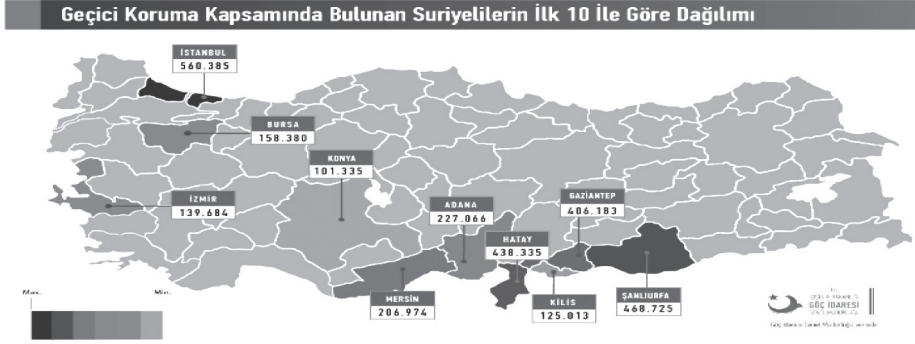 Geçici Koruma Kapsamında Bulunan Suriyelilerin İlk 10 İle Göre Dağılımı
İSTANBUL
560.385
BURSA
158.380
KONYA
101.335
İZMİR
139.684
ADANA
227.066
GAZİANTEP
406.183
HATAY
438.335
MERSİN
206.974
KİLİS
125.013
ŞANLIURFA
468.725
Min.
GÖÇ İDARESİ